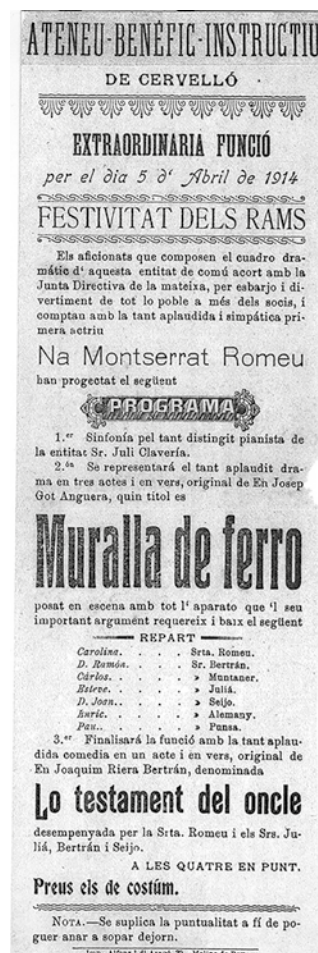 ATENEU-BENÉFIC-INSTRUCTIU
DE CERVELLÓ
EXTRAORDINARIA FUNCIÓ
per el dia 5 d‘ Abril de 1914
FESTIVITAT DELS RAMS
Els aficionats que composen el cuadro dra-
mátic d‘ aquesta entitat de comú acort amb la
Junta Directiva de la mateixa, per esbarjo i di-
vertiment de tot lo poble a més dels socis, i
comptan amb la tant aplaudida i simpática pri-
mera actriu
Na Montserrat Romeu
han progectat el següent
PROGRAMA
1.er Sinfonía pel tant distingit pianista de
la entitat Sr. Juli Clavería.
2.ón Se representará el tant aplaudit dra-
ma en tres actes i en vers, original de En Josep
Got Anguera, quin titol es
Muralla de ferro
posat en escena amb tot l‘ aparato que ‘l seu
important argument requereix i baix el següent
REPART
Carolina. . . . Srta. Romeu.
D. Ramón. . . . Sr. Bertrán.
Cárlos. . . . . » Muntaner.
Esteve. . . . . » Juliá.
D. Joan.. . . . » Seijo.
Enric. . . . . » Alemany.
Pau.. . . . . » Punsa.
3.er Finalisará la funció amb la tant aplau-
dida comedia en un acte i en vers, original de
En Joaquim Riera Bertrán, denominada
Lo testament del oncle
desempenyada per la Srta. Romeu i els Srs. Ju-
liá, Bertrán i Seijo.
A LES QUATRE EN PUNT.
Preus els de costúm.
NOTA.—Se suplica la puntualitat a fí de po-
guer anar a sopar dejorn.